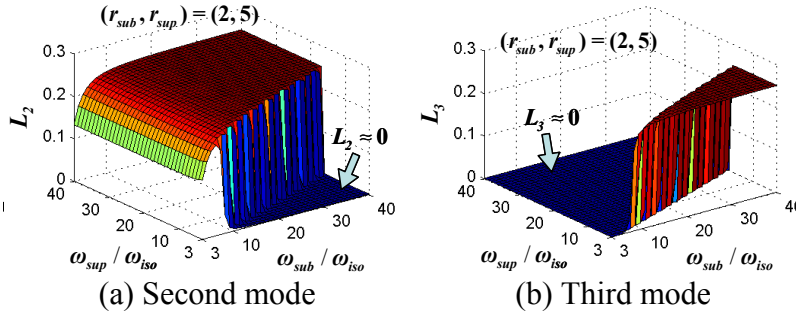 (r_sub, r_sup) = (2, 5)
0.3
0.2
0.1
0
L_2
L_2 ≈ 0
40
30
20
10
3
3
10
20
30
40
ω_sup / ω_iso
ω_sub / ω_iso
(a) Second mode
(r_sub, r_sup) = (2, 5)
0.3
0.2
0.1
0
L_3
L_3 ≈ 0
40
30
20
10
3
3
10
20
30
40
ω_sup / ω_iso
ω_sub / ω_iso
(b) Third mode